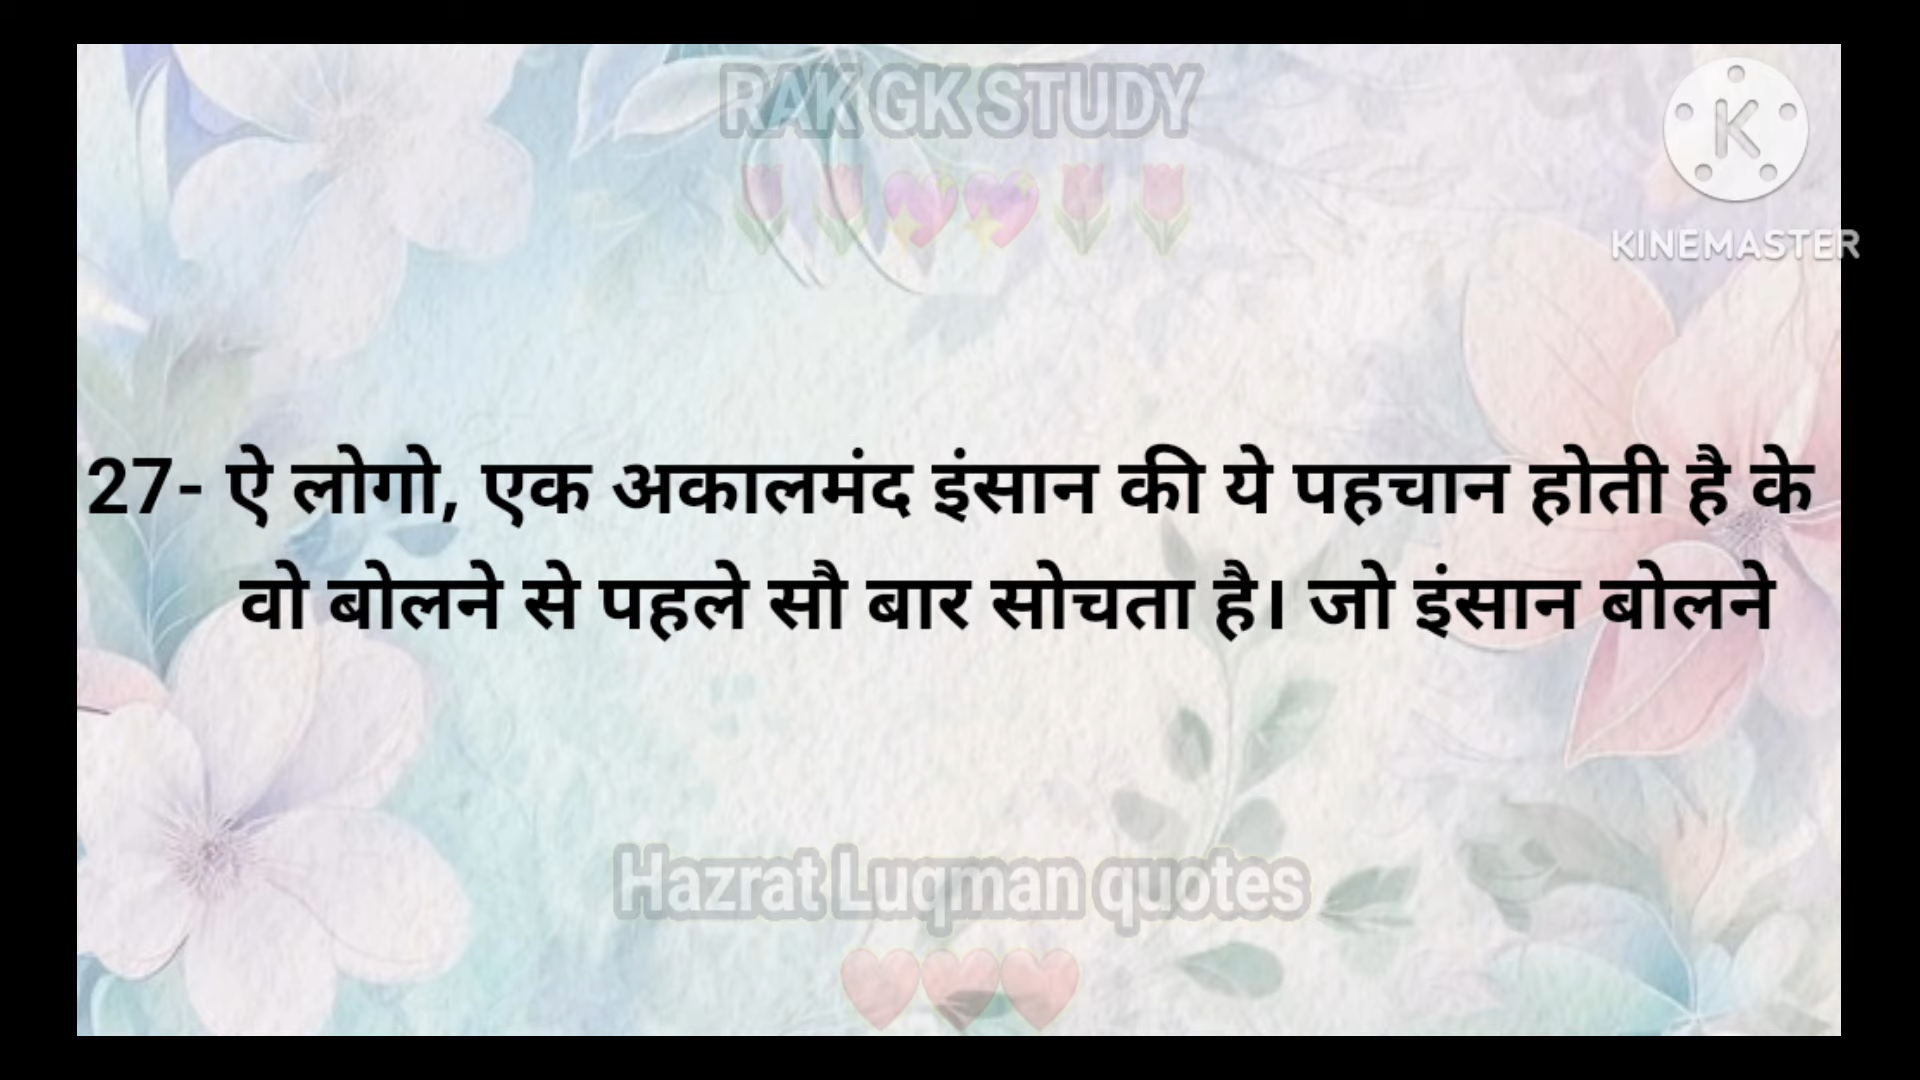 RAK GK STUDY
KINEMASTER
27- ऐ लोगो, एक अकालमंद इंसान की ये पहचान होती है के
वो बोलने से पहले सौ बार सोचता है। जो इंसान बोलने
Hazrat Luqman quotes